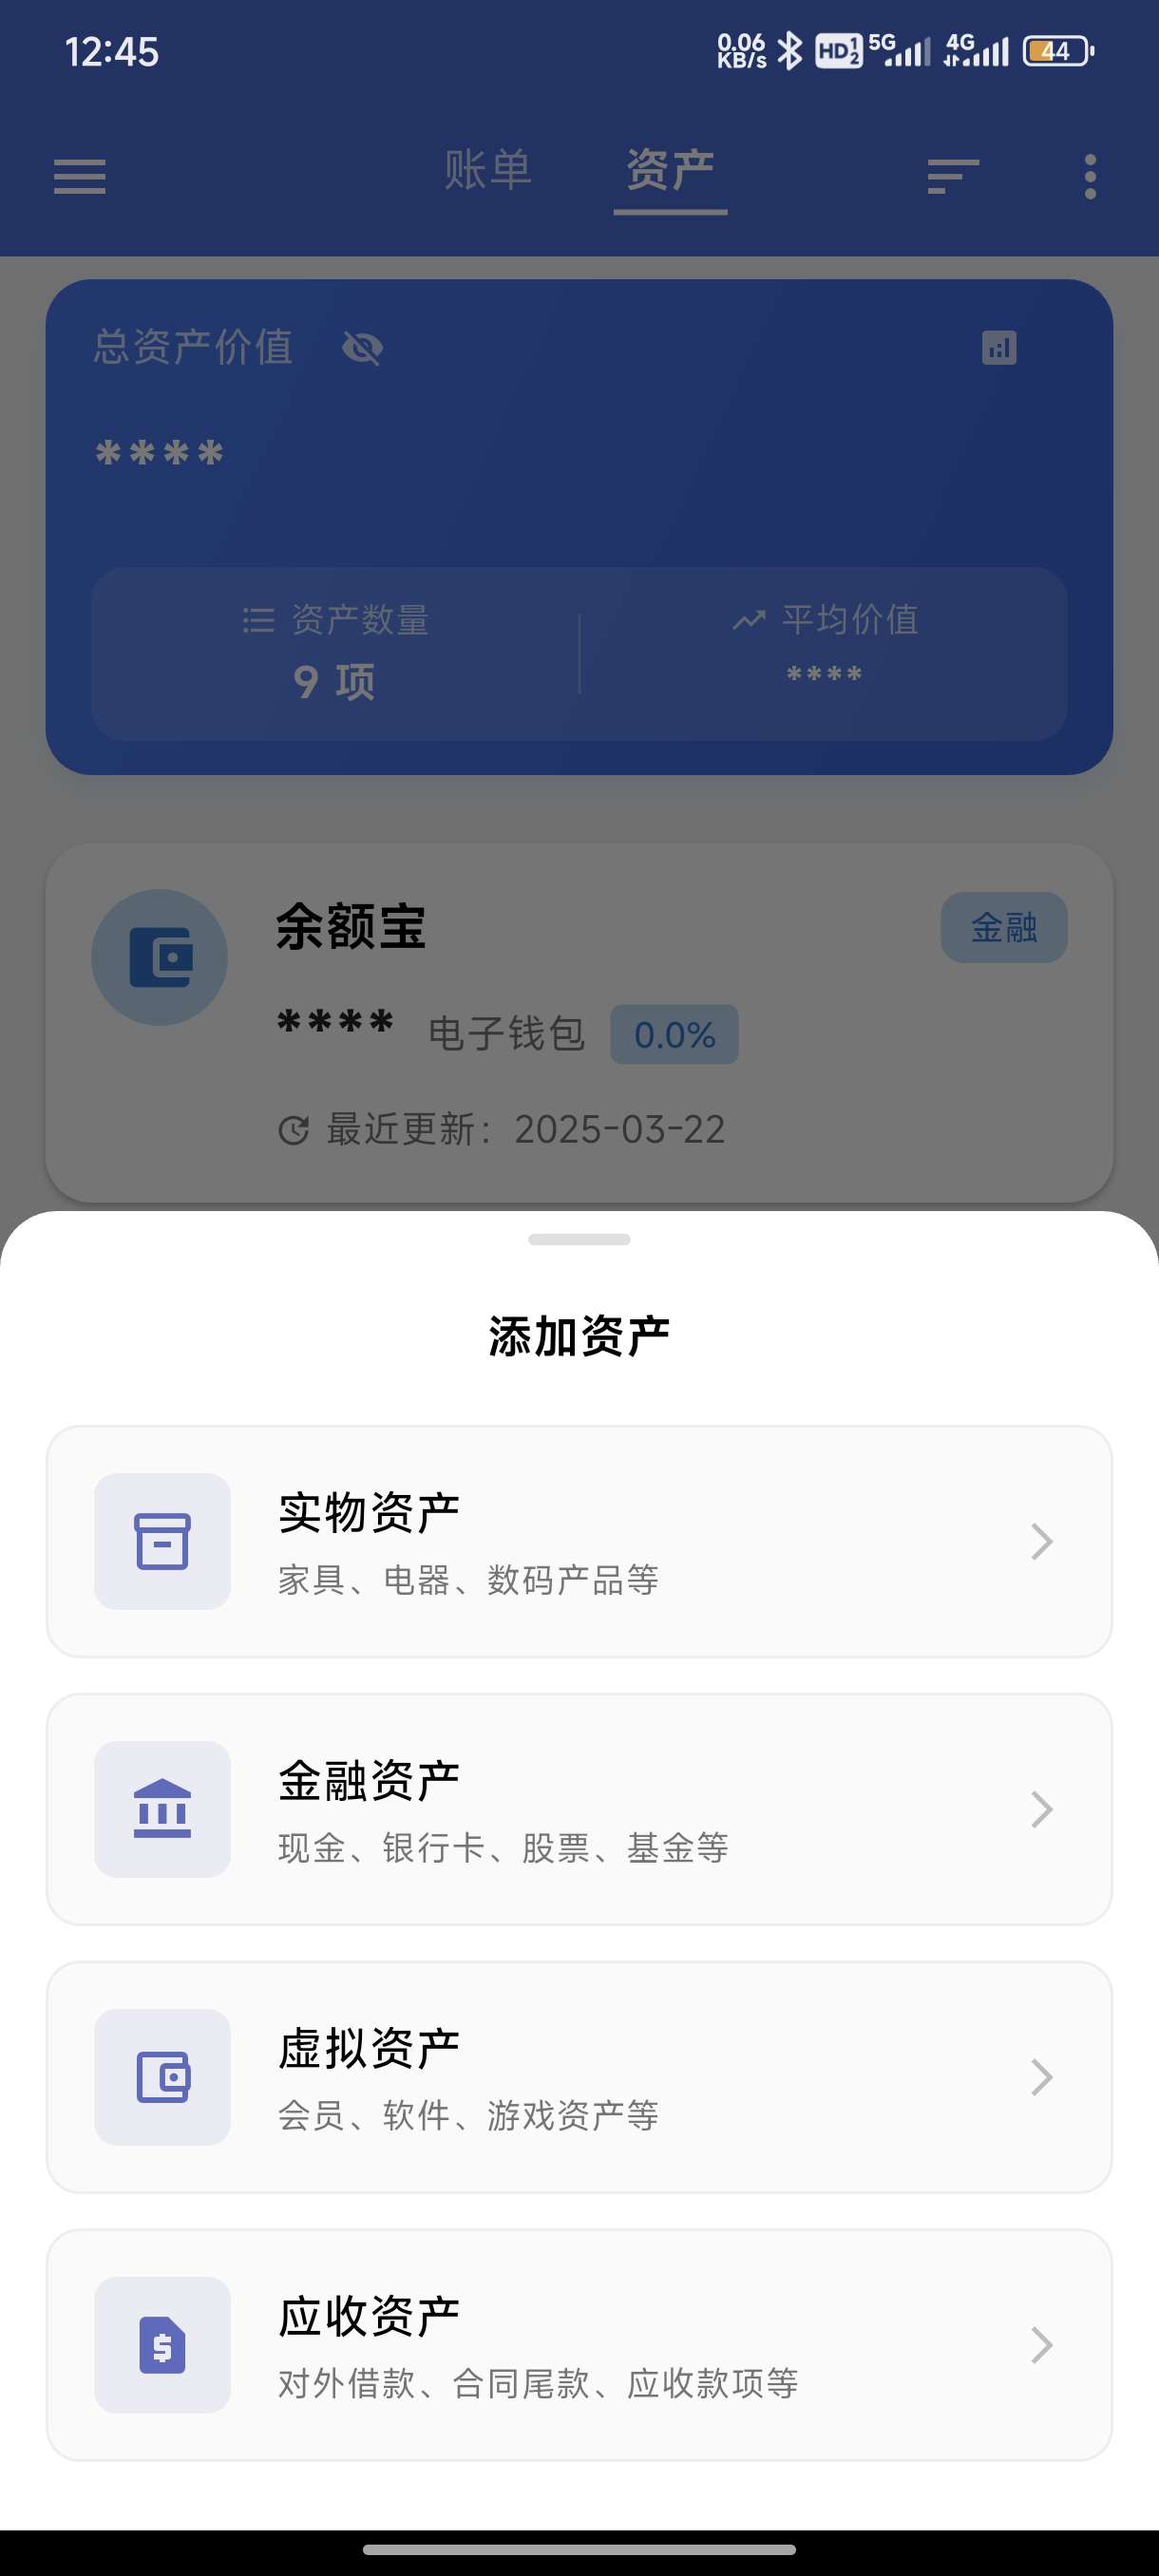 12:45
0.06 KB/s HD 1 2 5G 4G 44
账单 资产
总资产价值
****
资产数量 平均价值
9 项 ****
余额宝 金融
**** 电子钱包 0.0%
最近更新：2025-03-22
添加资产
实物资产
家具、电器、数码产品等
金融资产
现金、银行卡、股票、基金等
虚拟资产
会员、软件、游戏资产等
应收资产
对外借款、合同尾款、应收款项等